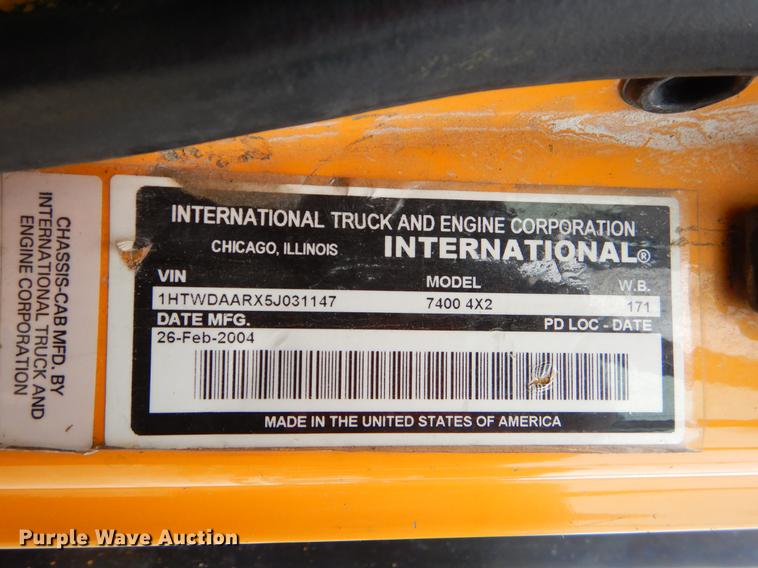 CHASSIS-CAB MFD. BY
INTERNATIONAL TRUCK AND
ENGINE CORPORATION
INTERNATIONAL TRUCK AND ENGINE CORPORATION
CHICAGO, ILLINOIS INTERNATIONAL®
VIN MODEL W.B.
1HTWDAARX5J031147 7400 4X2 171
DATE MFG. PD LOC - DATE
26-Feb-2004
MADE IN THE UNITED STATES OF AMERICA
Purple Wave Auction